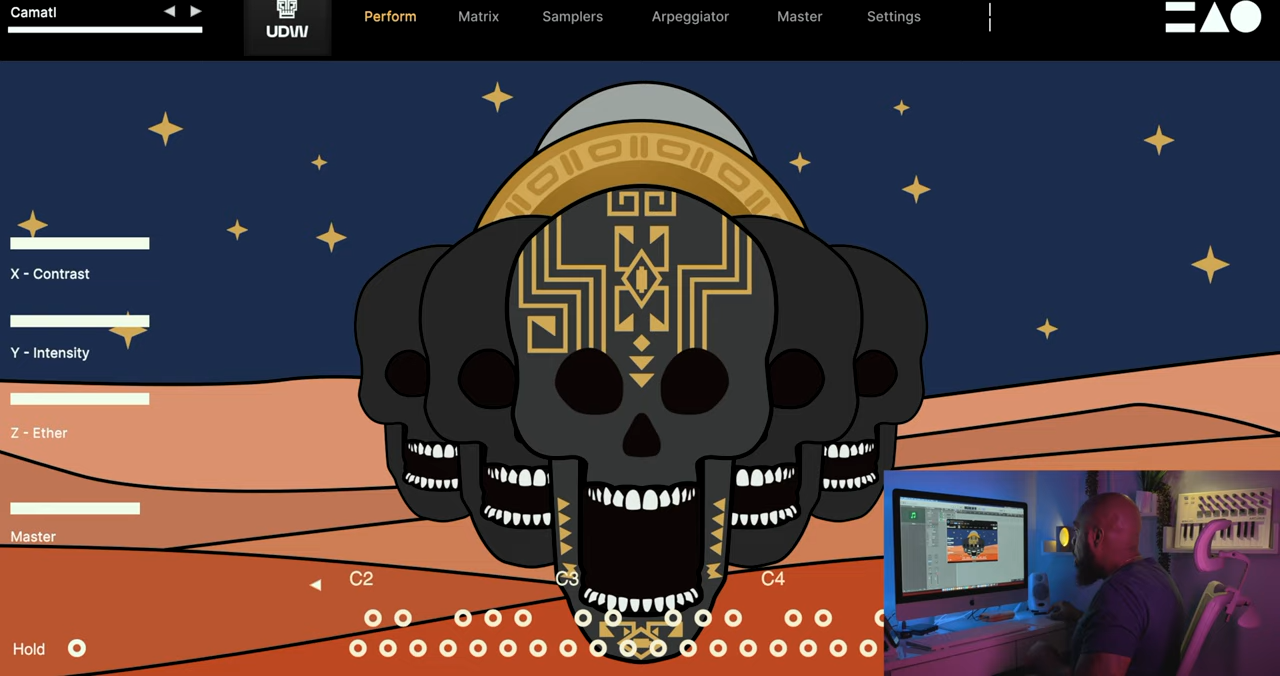 Camatl
UDW
Perform
Matrix
Samplers
Arpeggiator
Master
Settings
X - Contrast
Y - Intensity
Z - Ether
Master
C2
C3
C4
Hold